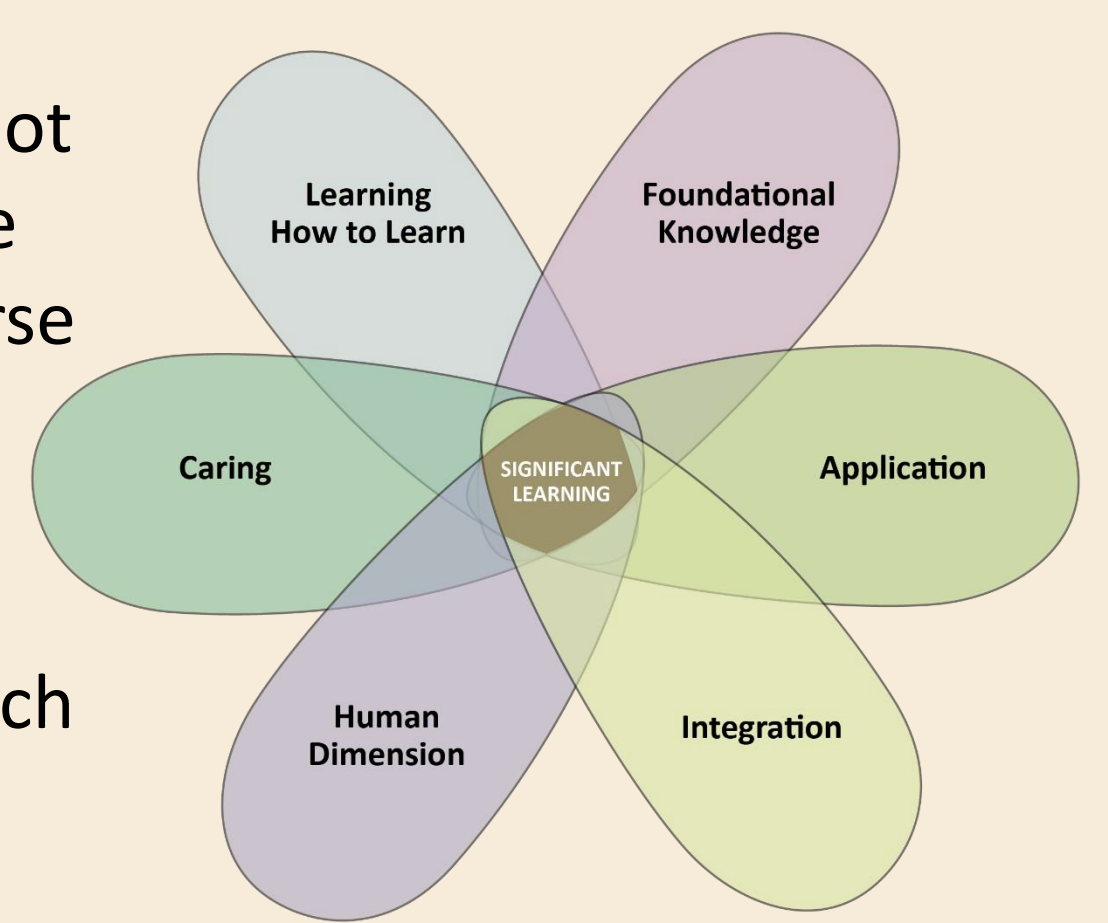 ot
e
rse
ch
Learning
How to Learn
Foundational
Knowledge
Caring
SIGNIFICANT
LEARNING
Application
Human
Dimension
Integration